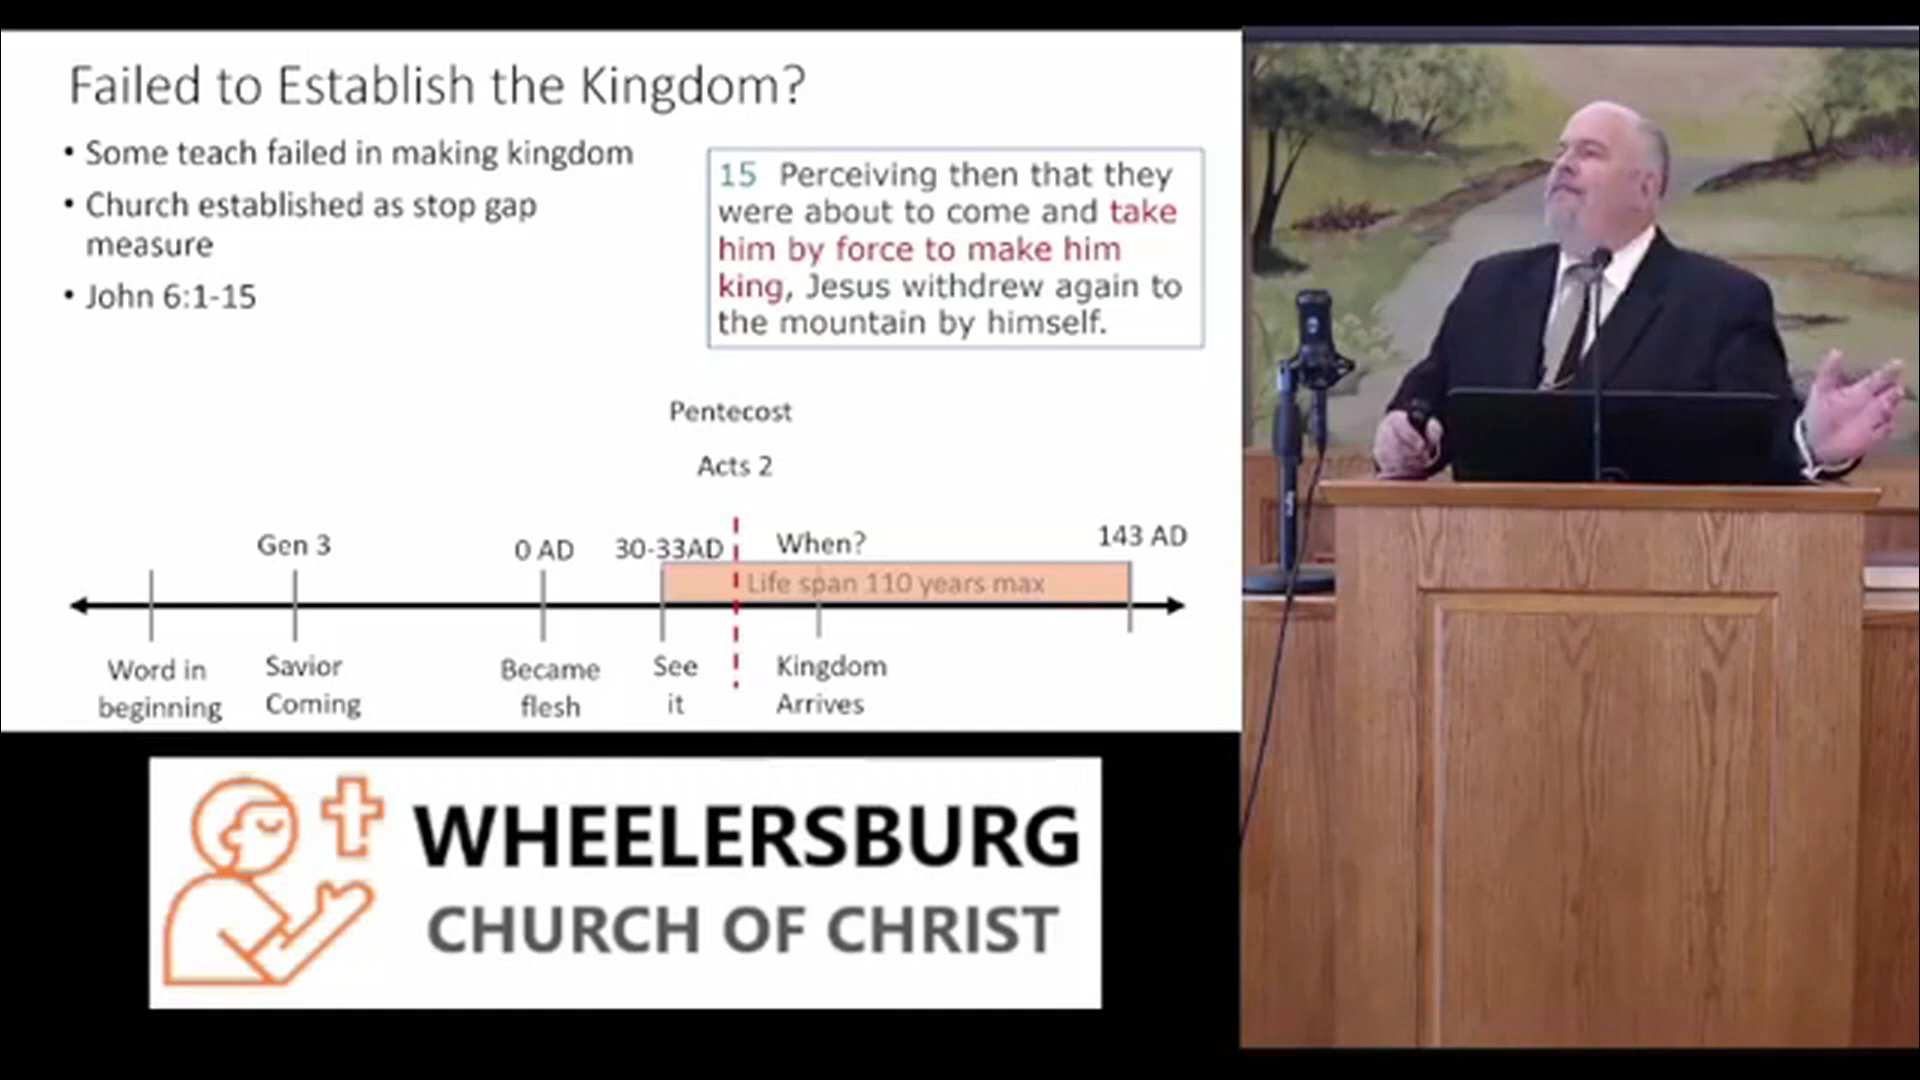 Failed to Establish the Kingdom?
• Some teach failed in making kingdom
• Church established as stop gap
measure
• John 6:1-15
15 Perceiving then that they
were about to come and take
him by force to make him
king, Jesus withdrew again to
the mountain by himself.
Pentecost
Acts 2
Gen 3
0 AD
30-33AD
When?
143 AD
Life span 110 years max
Word in
beginning
Savior
Coming
Became
flesh
See
it
Kingdom
Arrives
WHEELERSBURG
CHURCH OF CHRIST